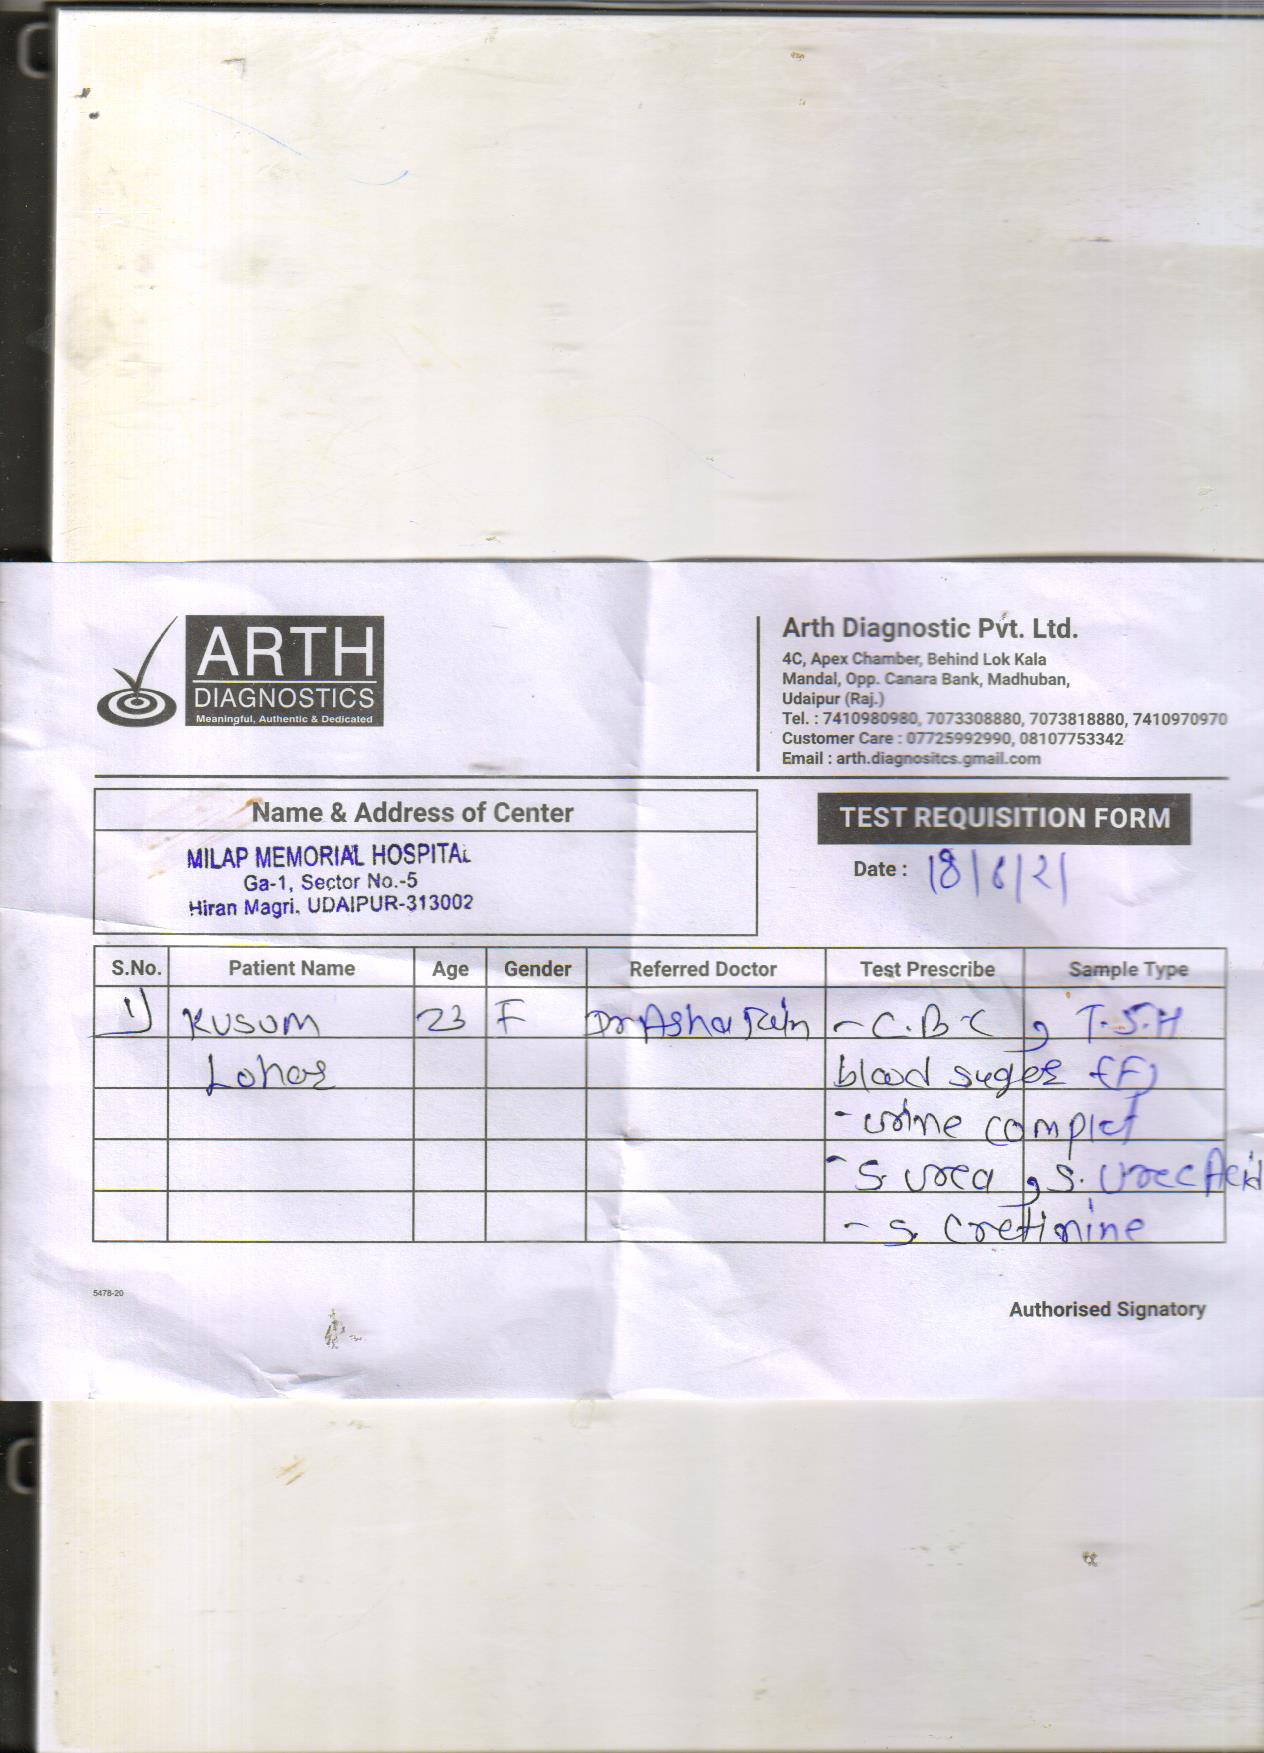 ARTH
DIAGNOSTICS
Meaningful, Authentic & Dedicated
Arth Diagnostic Pvt. Ltd.
4C, Apex Chamber, Behind Lok Kala
Mandal, Opp. Canara Bank, Madhuban,
Udaipur (Raj.)
Tel. : 7410980980, 7073308880, 7073818880, 7410970970
Customer Care : 07725992990, 08107753342
Email : arth.diagnositcs.gmail.com
Name & Address of Center
MILAP MEMORIAL HOSPITAL
Ga-1, Sector No.-5
Hiran Magri, UDAIPUR-313002
TEST REQUISITION FORM
Date : 18/6/21
S.No. Patient Name Age Gender Referred Doctor Test Prescribe Sample Type
1) KUSUM 23 F Dr Asha Jain - C.B.C , T.S.H
Lohar blood suger (F)
- urine complet
- S. urea , S. Uric Acid
- S. Cretinine
5478-20
Authorised Signatory